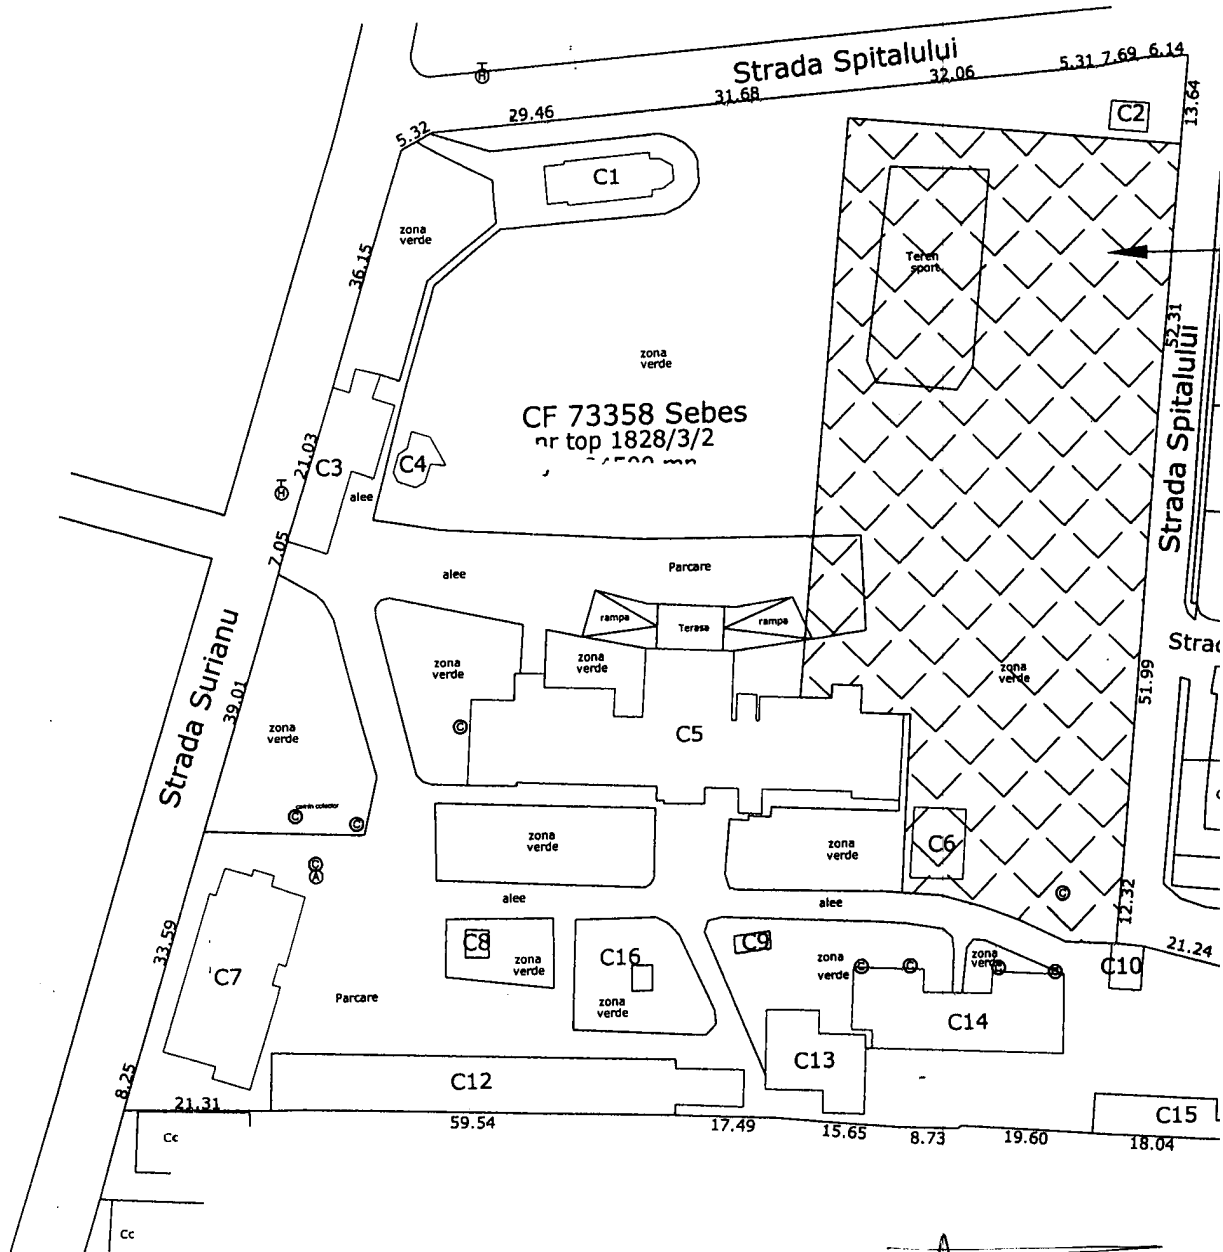 Strada Spitalului
5.31 7.69 6.14
32.06
31.68
29.46
5.32
13.64
C2
C1
zona
verde
36.15
Teren
sport
zona
verde
52.31
Strada Spitalului
CF 73358 Sebes
nr top 1828/3/2
21.03
C3
C4
alee
7.05
alee
Parcare
rampa
Terasa
rampa
Strada Surianu
39.01
zona
verde
zona
verde
zona
verde
51.99
zona
verde
C
C5
camin colector
C
C
zona
verde
zona
verde
C6
C
A
alee
alee
C
12.32
21.24
33.59
C7
C8
zona
verde
C16
zona
verde
C9
zona
verde
C
C
zona
verde
C
C10
Parcare
C14
C13
8.25
21.31
C12
59.54
17.49
15.65
8.73
19.60
18.04
C15
Cc
Cc